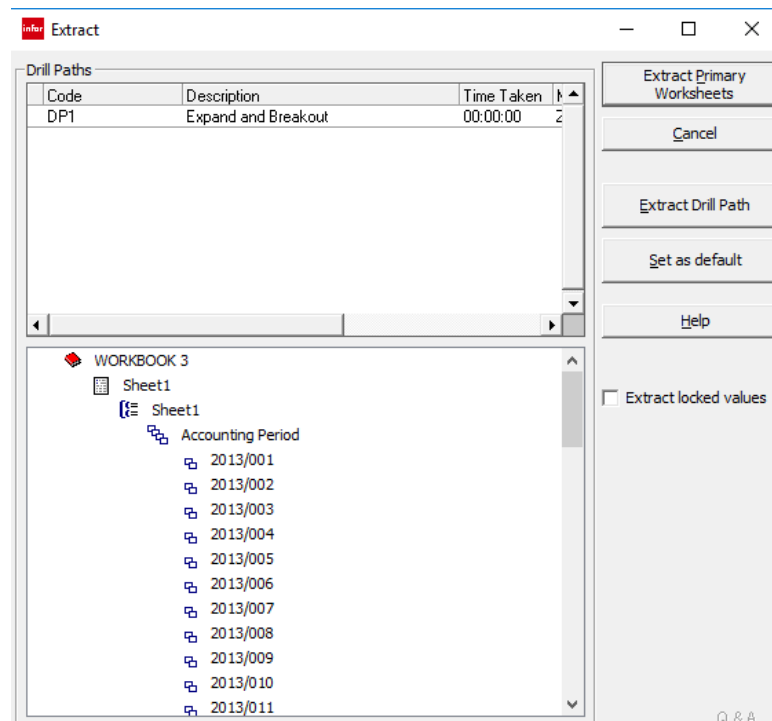 infor Extract
Drill Paths
Code Description Time Taken
DP1 Expand and Breakout 00:00:00
Extract Primary
Worksheets
Cancel
Extract Drill Path
Set as default
Help
Extract locked values
WORKBOOK 3
Sheet1
Sheet1
Accounting Period
2013/001
2013/002
2013/003
2013/004
2013/005
2013/006
2013/007
2013/008
2013/009
2013/010
2013/011
Q & A